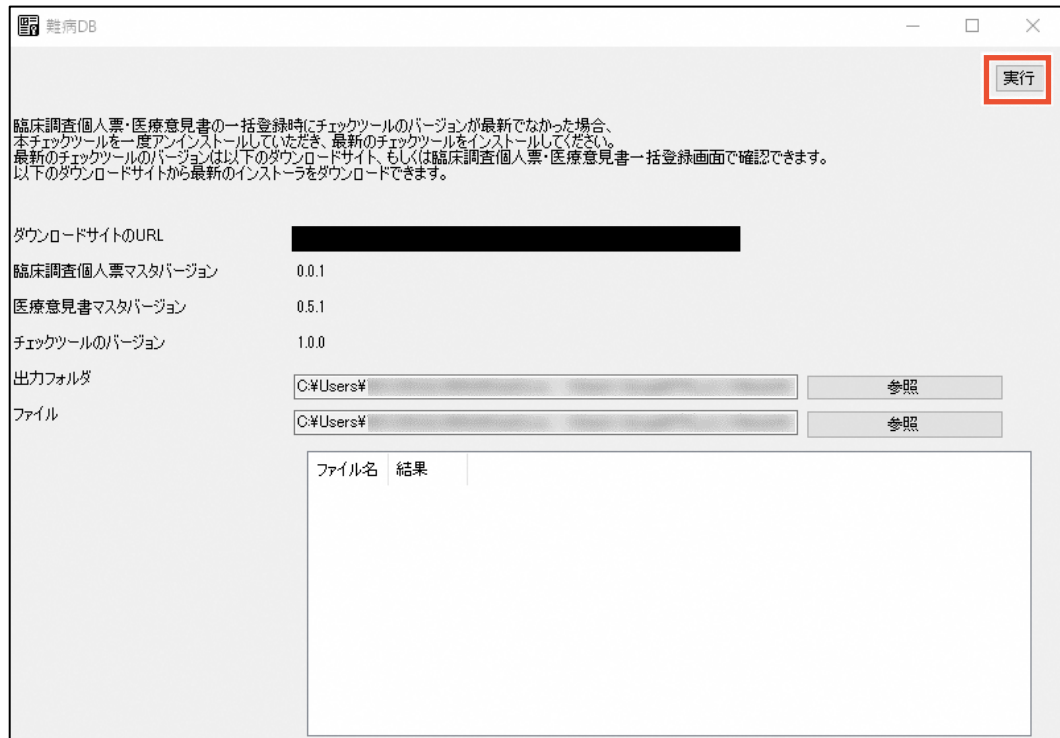 難病DB
実行
臨床調査個人票・医療意見書の一括登録時にチェックツールのバージョンが最新でなかった場合、
本チェックツールを一度アンインストールしていただき、最新のチェックツールをインストールしてください。
最新のチェックツールのバージョンは以下のダウンロードサイト、もしくは臨床調査個人票・医療意見書一括登録画面で確認できます。
以下のダウンロードサイトから最新のインストーラをダウンロードできます。
ダウンロードサイトのURL
臨床調査個人票マスタバージョン 0.0.1
医療意見書マスタバージョン 0.5.1
チェックツールのバージョン 1.0.0
出力フォルダ C:¥Users¥ 参照
ファイル C:¥Users¥ 参照
ファイル名 結果